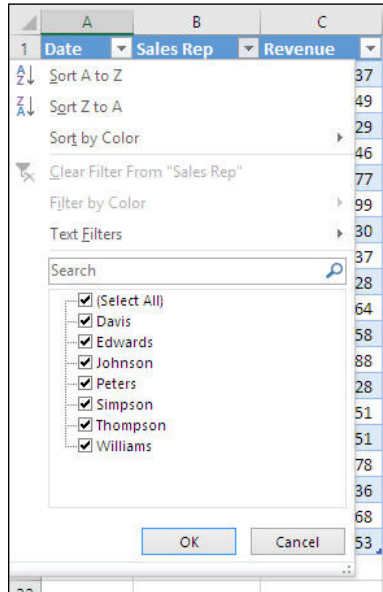 A B C
1 Date Sales Rep Revenue
Sort A to Z 37
Sort Z to A 49
Sort by Color 29
46
Clear Filter From "Sales Rep" 77
Filter by Color 99
Text Filters 30
37
Search 28
(Select All) 64
Davis
Edwards 58
Johnson 88
Peters 28
Simpson 51
Thompson 51
Williams 78
36
68
OK Cancel 53